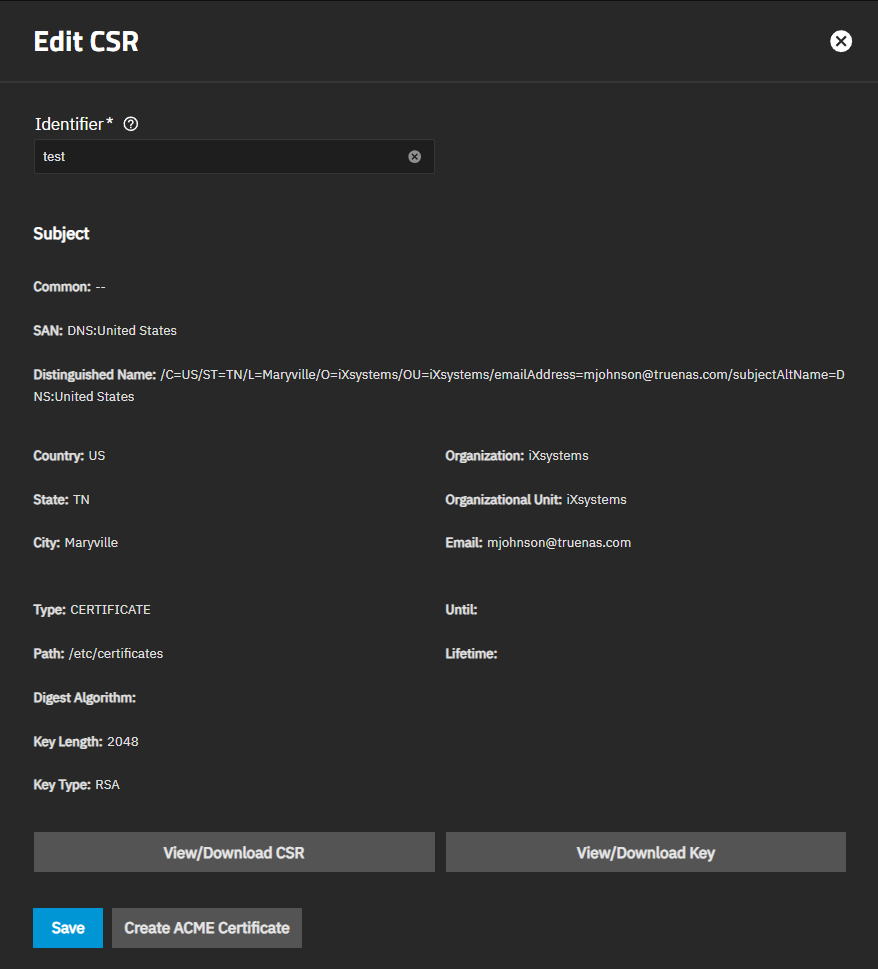 Edit CSR
Identifier*
test
Subject
Common: --
SAN: DNS:United States
Distinguished Name: /C=US/ST=TN/L=Maryville/O=iXsystems/OU=iXsystems/emailAddress=mjohnson@truenas.com/subjectAltName=D
NS:United States
Country: US
Organization: iXsystems
State: TN
Organizational Unit: iXsystems
City: Maryville
Email: mjohnson@truenas.com
Type: CERTIFICATE
Until:
Path: /etc/certificates
Lifetime:
Digest Algorithm:
Key Length: 2048
Key Type: RSA
View/Download CSR
View/Download Key
Save
Create ACME Certificate